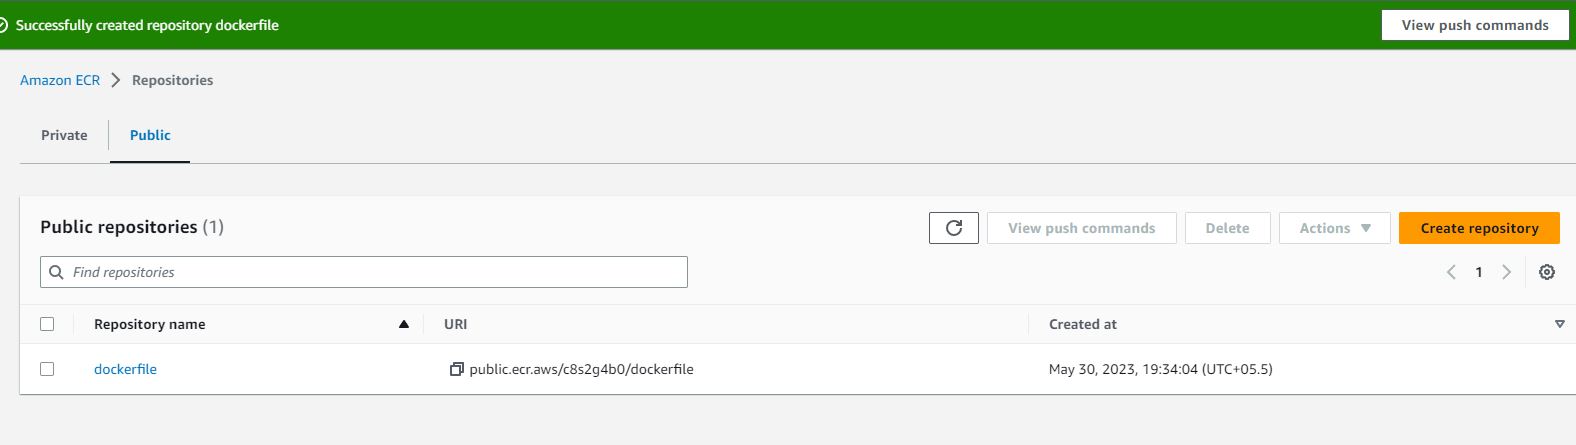 Successfully created repository dockerfile
View push commands
Amazon ECR Repositories
Private Public
Public repositories (1)
View push commands Delete Actions Create repository
Find repositories
1
Repository name URI Created at
dockerfile public.ecr.aws/c8s2g4b0/dockerfile May 30, 2023, 19:34:04 (UTC+05.5)